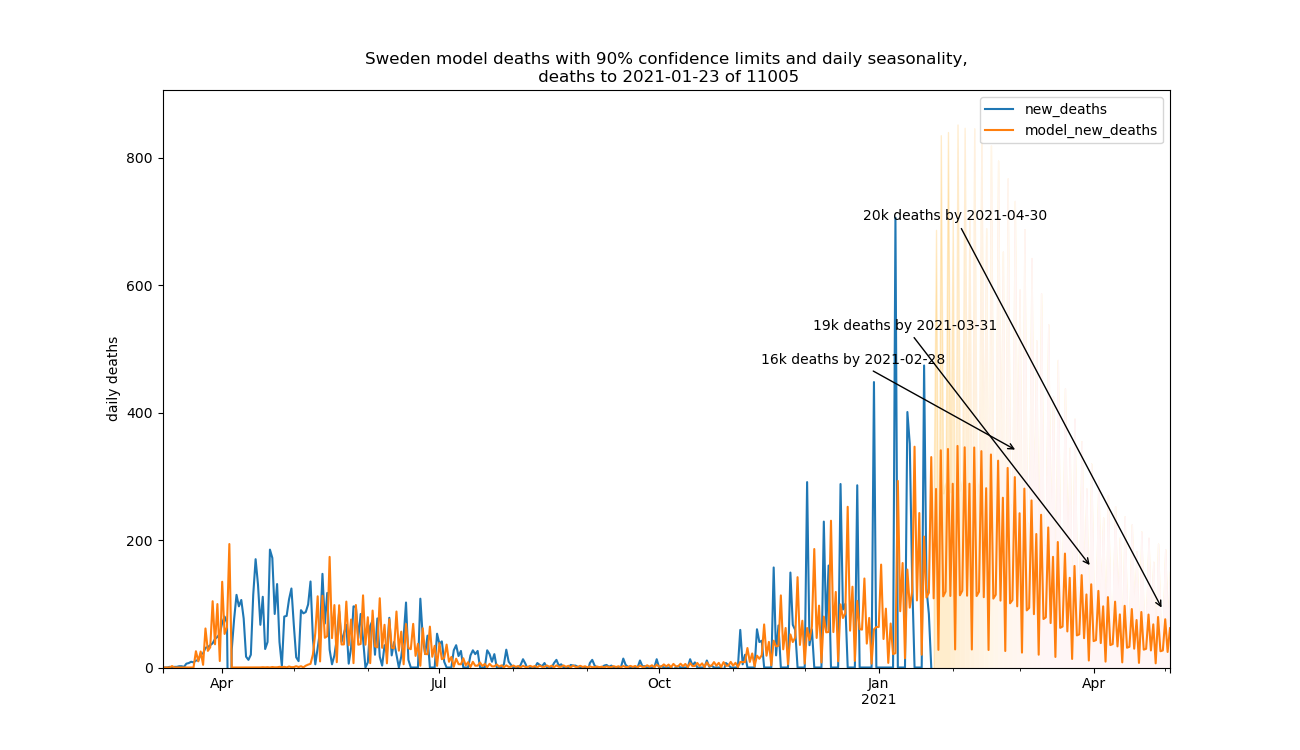 Sweden model deaths with 90% confidence limits and daily seasonality,
deaths to 2021-01-23 of 11005
new_deaths
model_new_deaths
800
20k deaths by 2021-04-30
600
19k deaths by 2021-03-31
16k deaths by 2021-02-28
daily deaths
400
200
0
Apr
Jul
Oct
Jan
2021
Apr